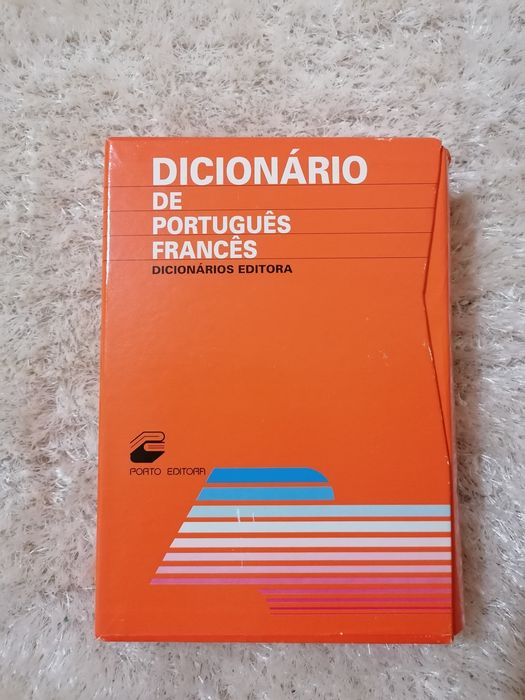 DICIONÁRIO
DE
PORTUGUÊS
FRANCÊS
DICIONÁRIOS EDITORA
PORTO EDITORA